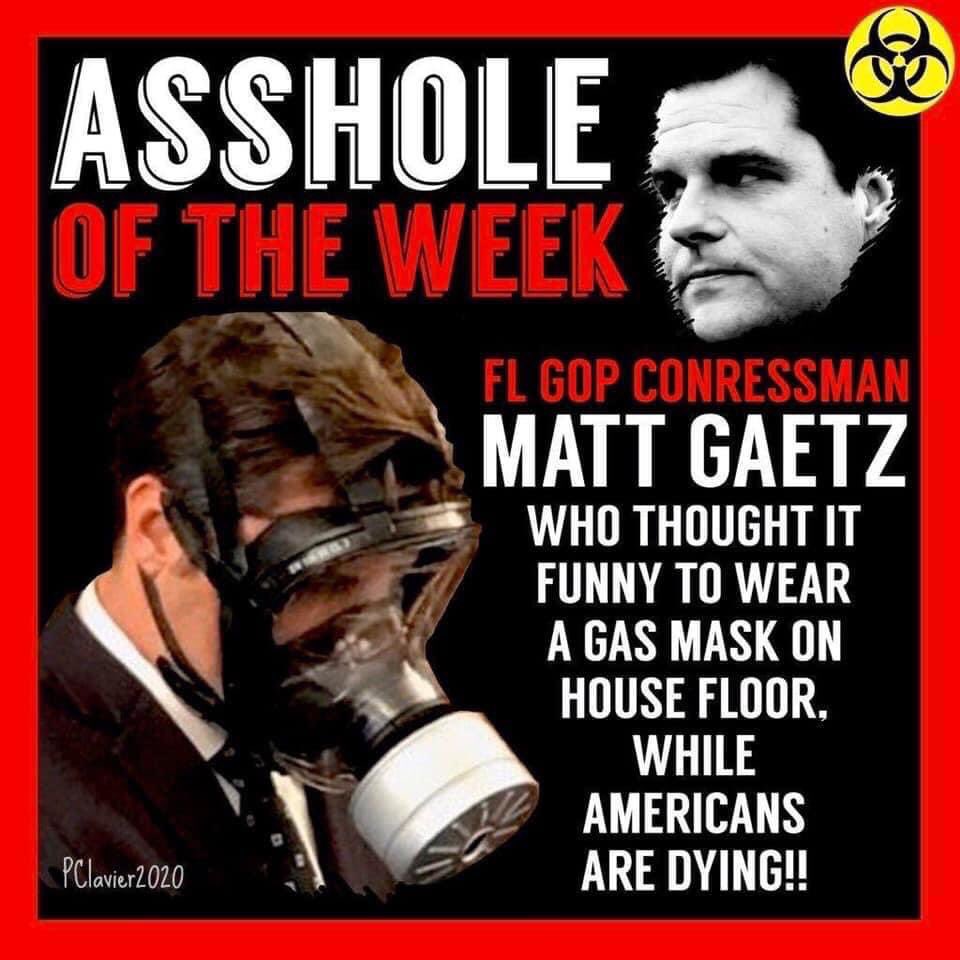 ASSHOLE
OF THE WEEK
FL GOP CONRESSMAN
MATT GAETZ
WHO THOUGHT IT
FUNNY TO WEAR
A GAS MASK ON
HOUSE FLOOR,
WHILE
AMERICANS
ARE DYING!!
PClavier2020